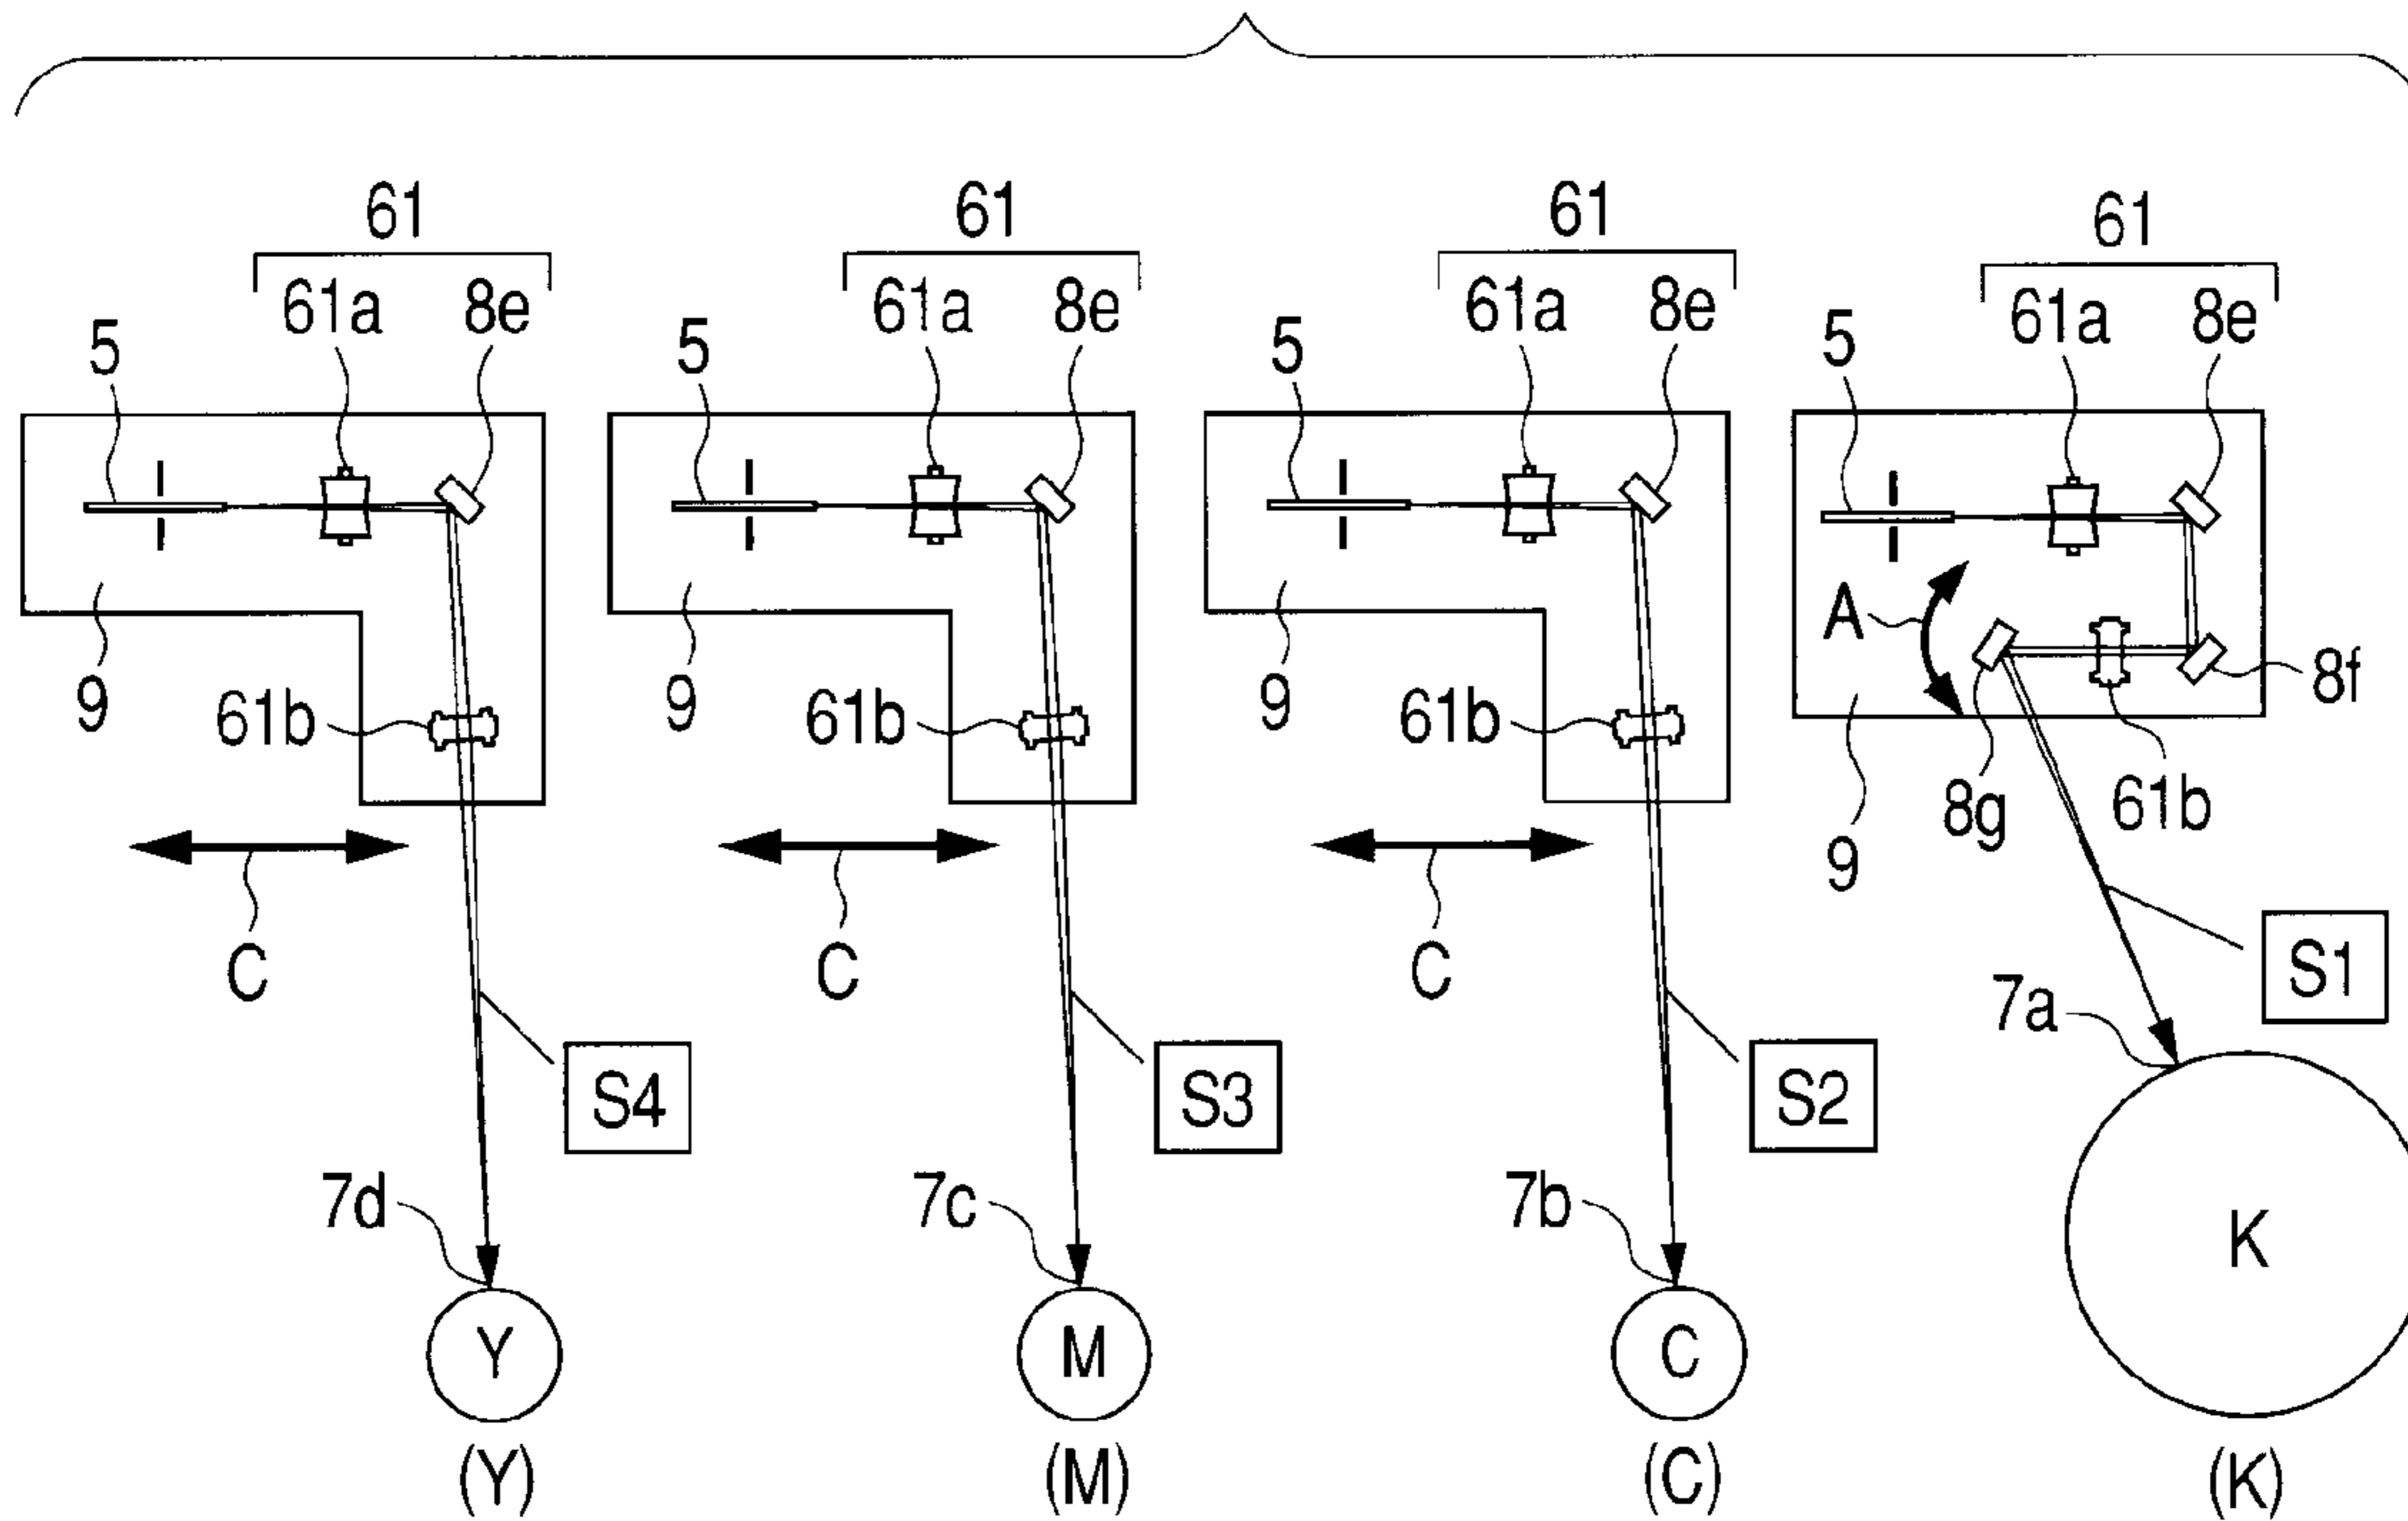 61 61 61 61
61a 8e 61a 8e 61a 8e 61a 8e
5 5 5 5
A
9 61b 9 61b 9 61b 8f
8g 61b
9
C C C
S1
7a
S4 S3 S2
7d 7c 7b
K
Y M C
(Y) (M) (C) (K)